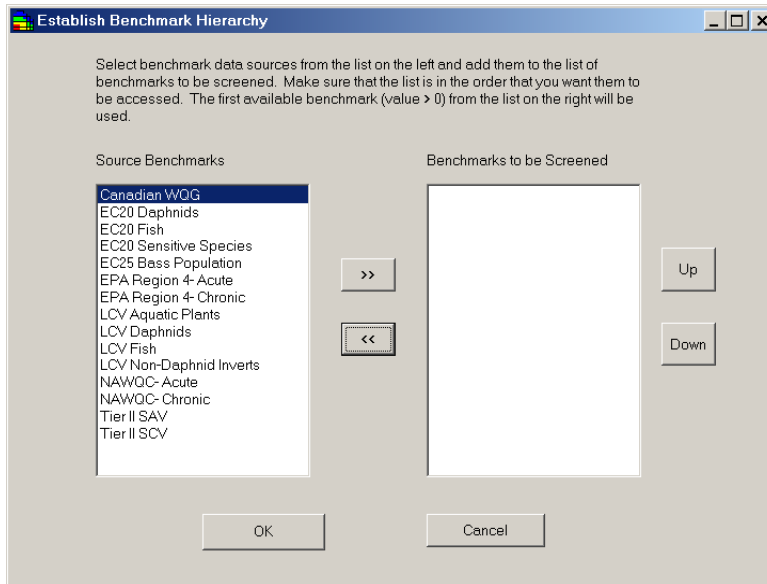 Establish Benchmark Hierarchy
Select benchmark data sources from the list on the left and add them to the list of
benchmarks to be screened. Make sure that the list is in the order that you want them to
be accessed. The first available benchmark (value > 0) from the list on the right will be
used.
Source Benchmarks
Benchmarks to be Screened
Canadian WQG
EC20 Daphnids
EC20 Fish
EC20 Sensitive Species
EC25 Bass Population
EPA Region 4- Acute
EPA Region 4- Chronic
LCV Aquatic Plants
LCV Daphnids
LCV Fish
LCV Non-Daphnid Inverts
NAWQC- Acute
NAWQC- Chronic
Tier II SAV
Tier II SCV
>>
<<
Up
Down
OK
Cancel